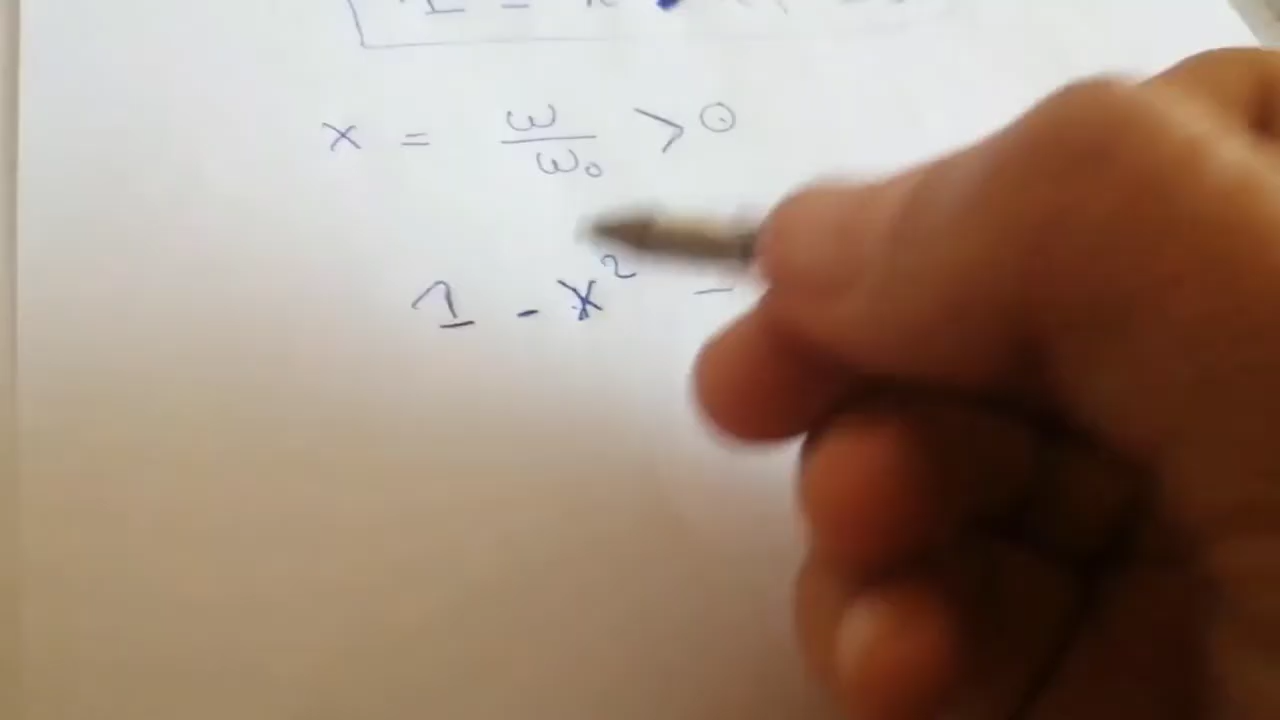 x = ω/ω₀ > 0
1 - x² -